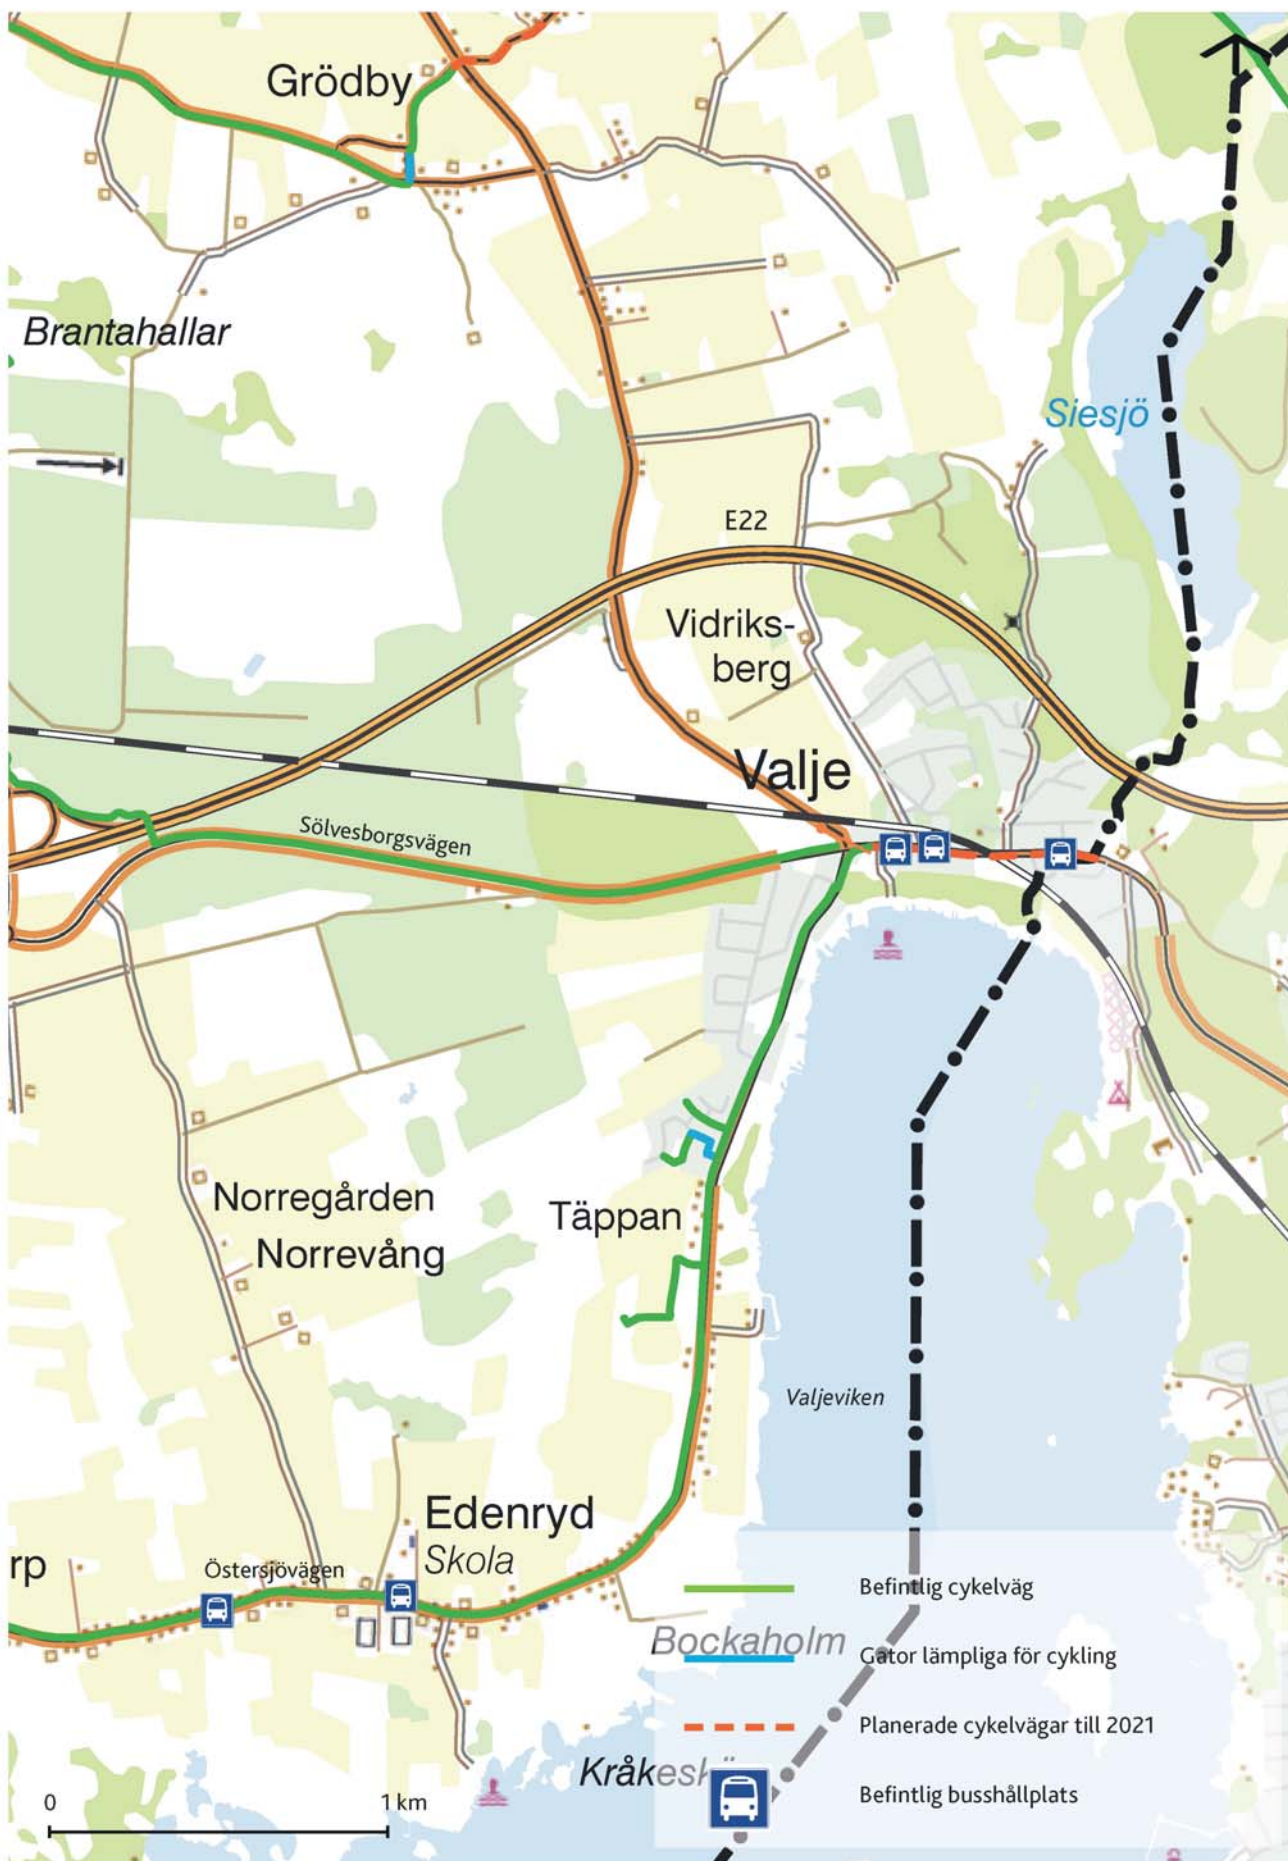 Grödby
Brantahallar
Siesjö
E22
Vidriks-
berg
Valje
Sölvesborgsvägen
Norregården
Norrevång
Täppan
Valjeviken
Edenryd
Skola
rp
Östersjövägen
Befintlig cykelväg
Bockaholm
Gator lämpliga för cykling
Planerade cykelvägar till 2021
Befintlig busshållplats
0 1 km